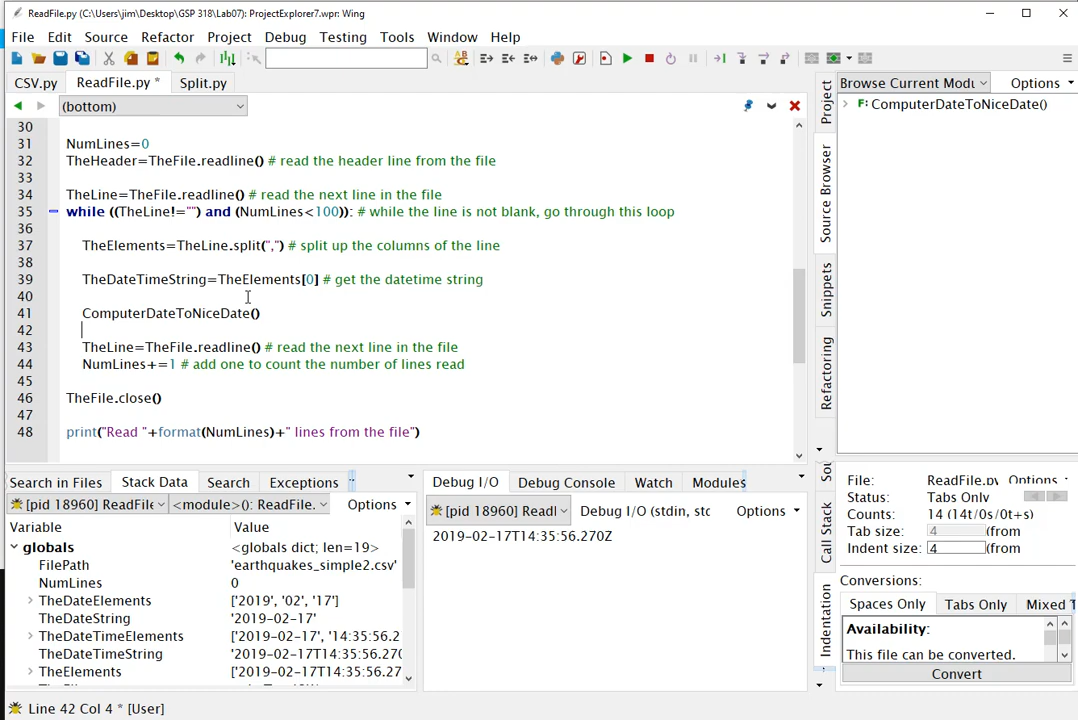 ReadFile.py (C:\Users\jim\Desktop\GSP 318\Lab07): ProjectExplorer7.wpr: Wing
File Edit Source Refactor Project Debug Testing Tools Window Help
CSV.py ReadFile.py * Split.py
(bottom)
30
31 NumLines=0
32 TheHeader=TheFile.readline() # read the header line from the file
33
34 TheLine=TheFile.readline() # read the next line in the file
35 while ((TheLine!="") and (NumLines<100)): # while the line is not blank, go through this loop
36
37 TheElements=TheLine.split(",") # split up the columns of the line
38
39 TheDateTimeString=TheElements[0] # get the datetime string
40
41 ComputerDateToNiceDate()
42
43 TheLine=TheFile.readline() # read the next line in the file
44 NumLines+=1 # add one to count the number of lines read
45
46 TheFile.close()
47
48 print("Read "+format(NumLines)+" lines from the file")
Project
Source Browser
Snippets
Refactoring
Browse Current Modu Options
F: ComputerDateToNiceDate()
Search in Files Stack Data Search Exceptions
[pid 18960] ReadFile <module>(): ReadFile. Options
Variable Value
globals <globals dict; len=19>
FilePath 'earthquakes_simple2.csv'
NumLines 0
TheDateElements ['2019', '02', '17']
TheDateString '2019-02-17'
TheDateTimeElements ['2019-02-17', '14:35:56.2
TheDateTimeString '2019-02-17T14:35:56.270
TheElements ['2019-02-17T14:35:56.27
Debug I/O Debug Console Watch Modules
[pid 18960] ReadI Debug I/O (stdin, stdc Options
2019-02-17T14:35:56.270Z
Sou
Call Stack
Indentation
File: ReadFile.py Options
Status: Tabs Only
Counts: 14 (14t/0s/0t+s)
Tab size: 4 (from
Indent size: 4 (from
Conversions:
Spaces Only Tabs Only Mixed T
Availability:
This file can be converted.
Convert
Line 42 Col 4 * [User]